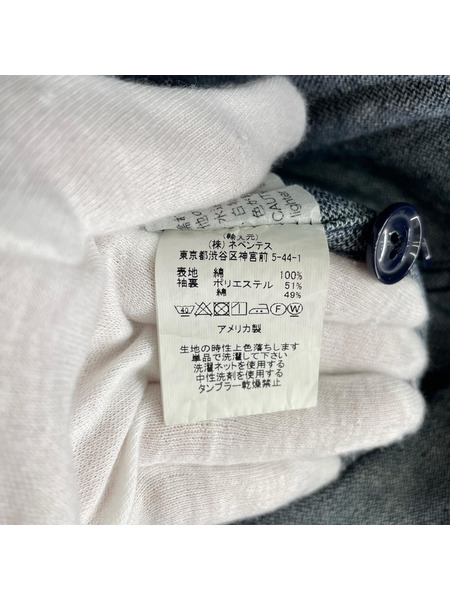 lighter
CAUT
(輸入元)
(株) ネペンテス
東京都渋谷区神宮前 5-44-1
表地 綿 100%
袖裏 ポリエステル 51%
綿 49%
40 F W
アメリカ製
生地の時性上色落ちします
単品で洗濯して下さい
洗濯ネットを使用する
中性洗剤を使用する
タンブラー乾燥禁止